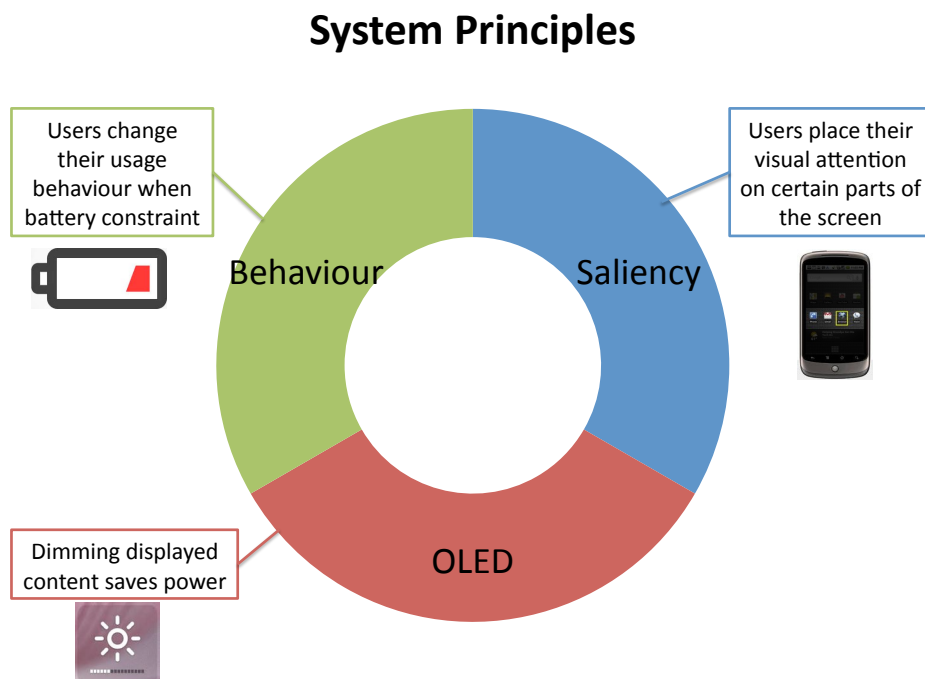 System Principles
Users change
their usage
behaviour when
battery constraint
Users place their
visual attention
on certain parts of
the screen
Behaviour
Saliency
Dimming displayed
content saves power
OLED